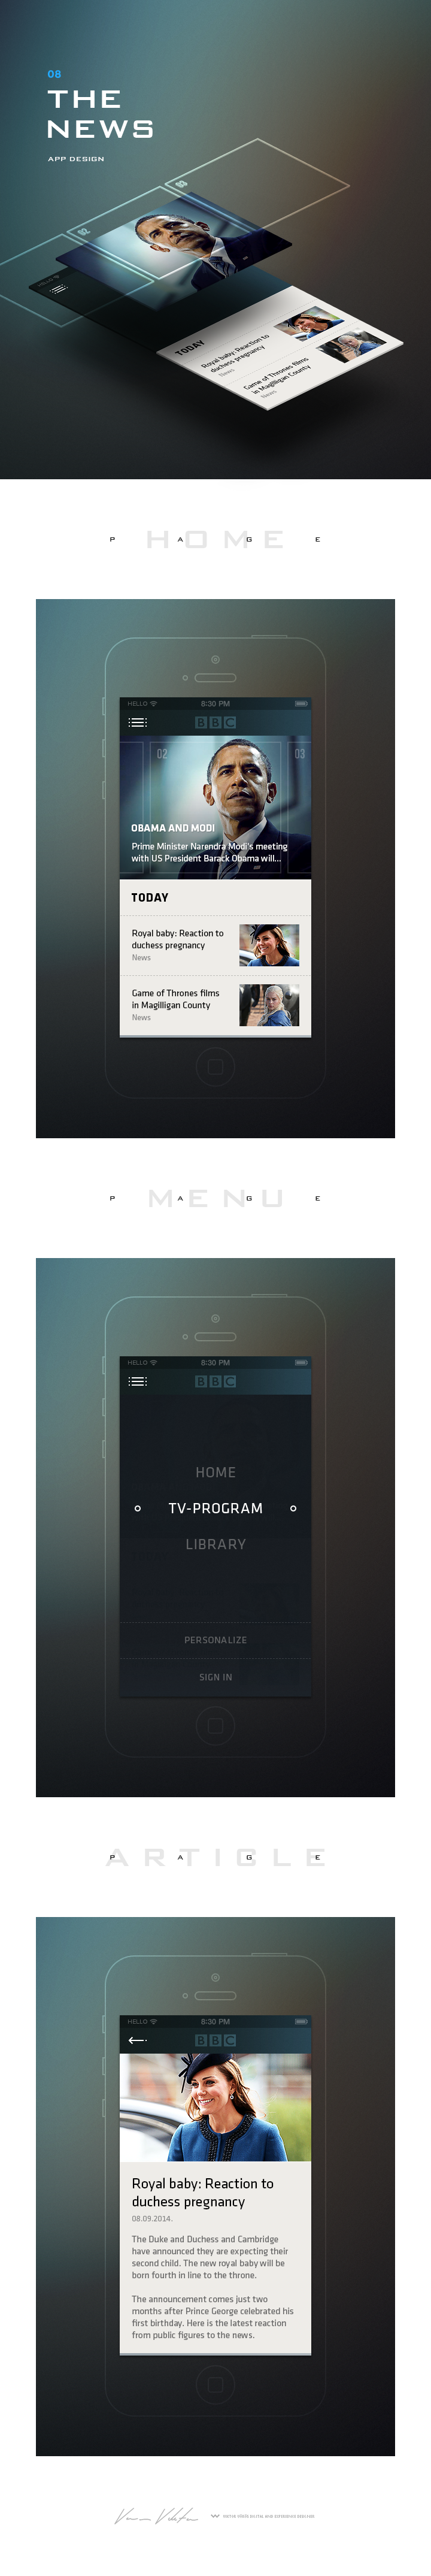 08
THE
NEWS
APP DESIGN
03
02
TODAY
Royal baby: Reaction to
duchess pregnancy
News
Game of Thrones films
in Magilligan County
News
HOME
P A G E
HELLO 8:30 PM
BBC
02 03
OBAMA AND MODI
Prime Minister Narendra Modi's meeting
with US President Barack Obama will...
TODAY
Royal baby: Reaction to
duchess pregnancy
News
Game of Thrones films
in Magilligan County
News
MENU
P A G E
HELLO 8:30 PM
BBC
HOME
TV-PROGRAM
LIBRARY
PERSONALIZE
SIGN IN
ARTICLE
P A G E
HELLO 8:30 PM
BBC
Royal baby: Reaction to
duchess pregnancy
08.09.2014.
The Duke and Duchess and Cambridge
have announced they are expecting their
second child. The new royal baby will be
born fourth in line to the throne.
The announcement comes just two
months after Prince George celebrated his
first birthday. Here is the latest reaction
from public figures to the news.